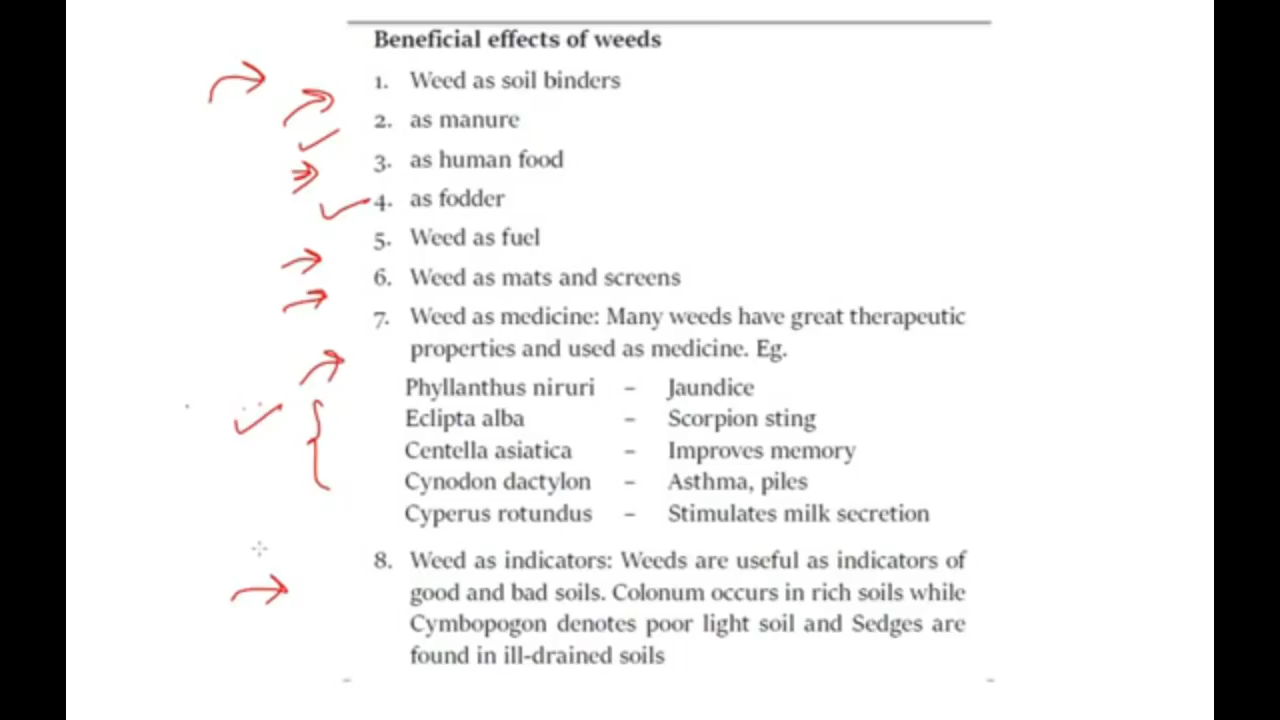 Beneficial effects of weeds
1. Weed as soil binders
2. as manure
3. as human food
4. as fodder
5. Weed as fuel
6. Weed as mats and screens
7. Weed as medicine: Many weeds have great therapeutic
properties and used as medicine. Eg.
Phyllanthus niruri – Jaundice
Eclipta alba – Scorpion sting
Centella asiatica – Improves memory
Cynodon dactylon – Asthma, piles
Cyperus rotundus – Stimulates milk secretion
8. Weed as indicators: Weeds are useful as indicators of
good and bad soils. Colonum occurs in rich soils while
Cymbopogon denotes poor light soil and Sedges are
found in ill-drained soils